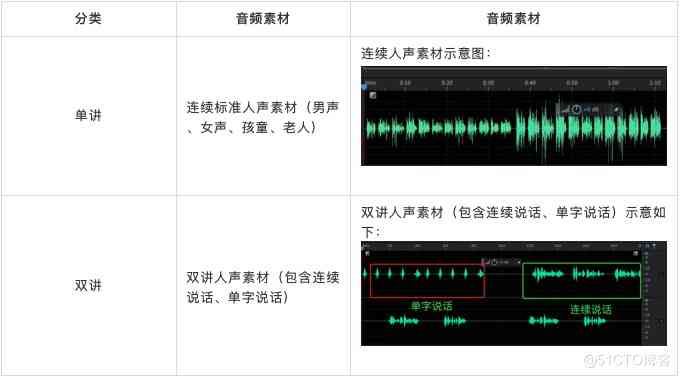 分类
音频素材
音频素材
单讲
连续标准人声素材（男声
、女声、孩童、老人）
连续人声素材示意图：
0:10
0:20
0:30
0:40
0:50
1:00
1:10
+0 dB
双讲
双讲人声素材（包含连续
说话、单字说话）
双讲人声素材（包含连续说话、单字说话）示意如
下：
单字说话
连续说话
@51CTO博客